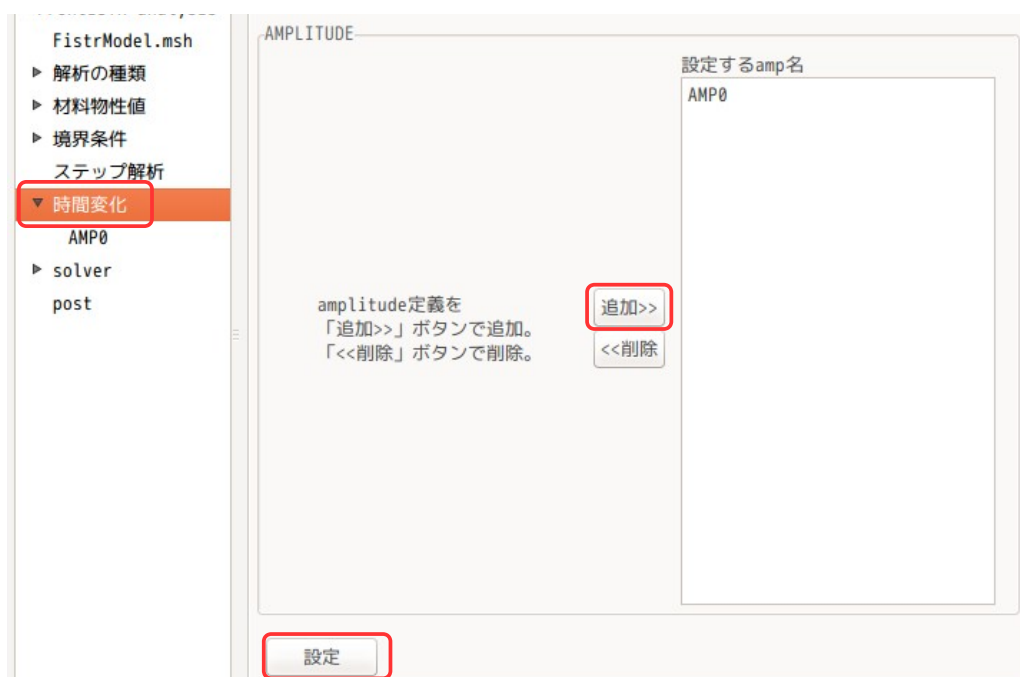 FistrModel.msh
解析の種類
材料物性値
境界条件
ステップ解析
時間変化
AMP0
solver
post
AMPLITUDE
設定するamp名
AMP0
amplitude定義を
「追加>>」ボタンで追加。
「<<削除」ボタンで削除。
追加>>
<<削除
設定